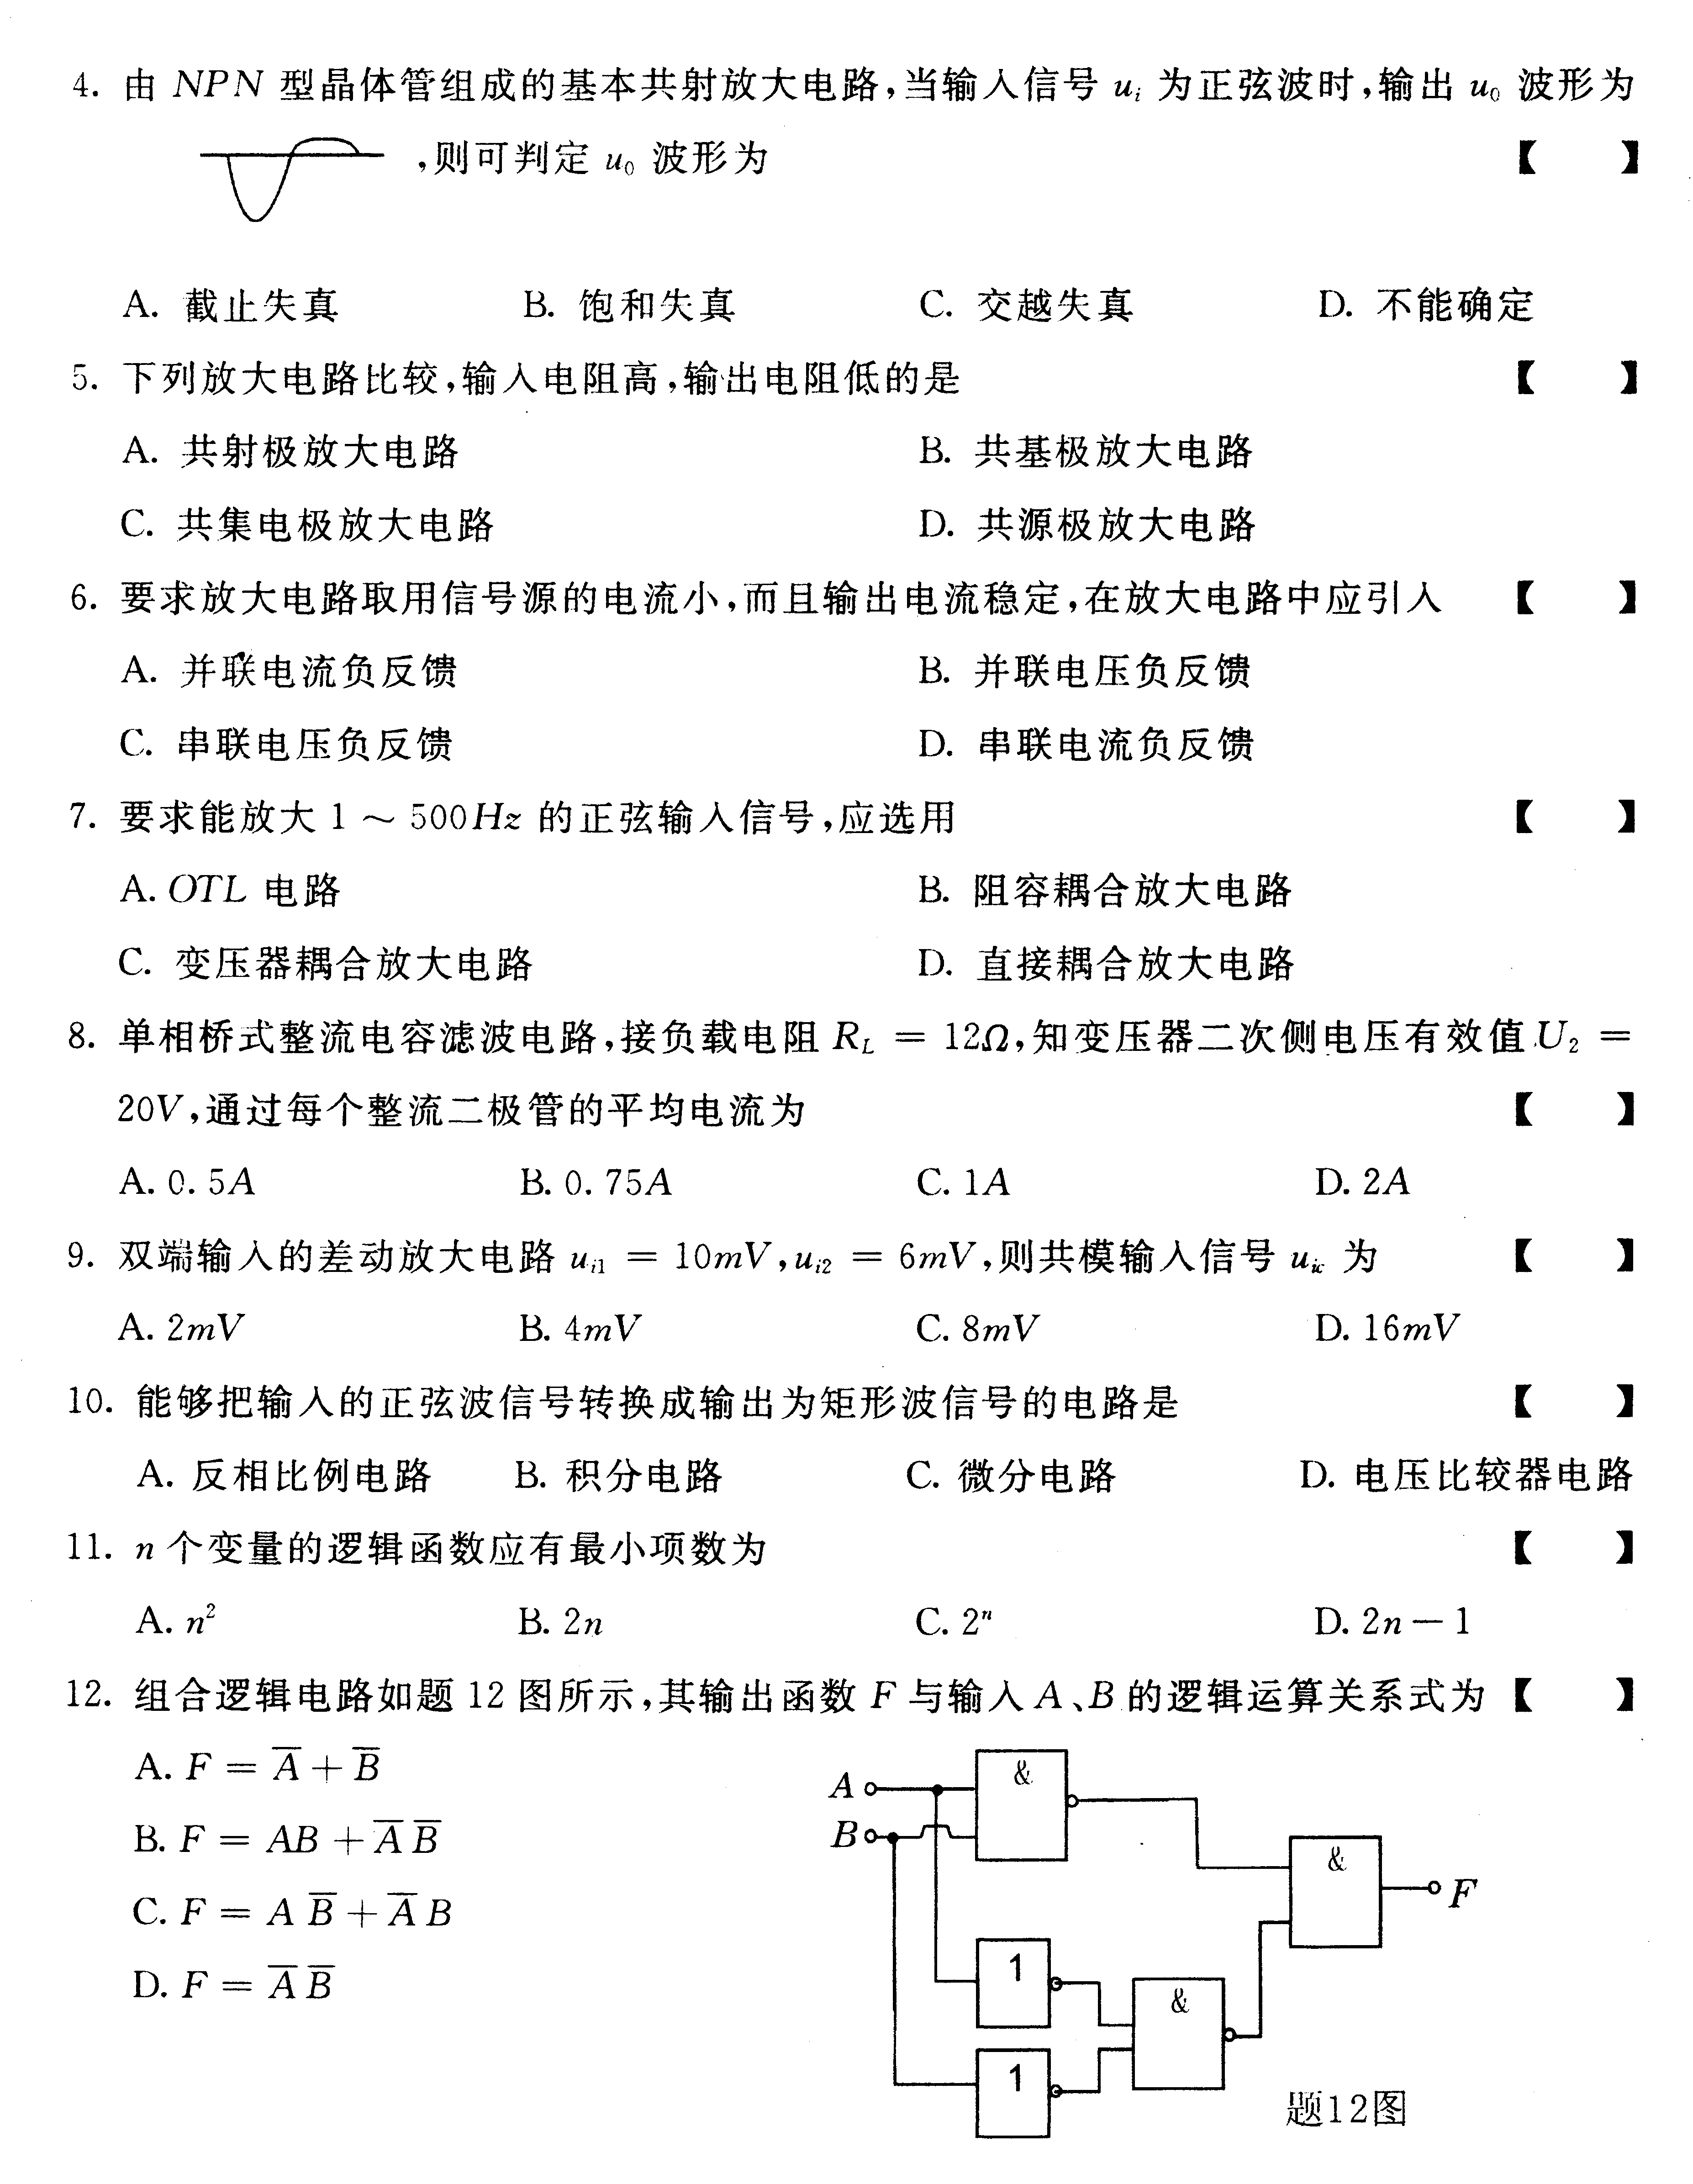 4. 由 NPN 型晶体管组成的基本共射放大电路,当输入信号 uᵢ 为正弦波时,输出 u₀ 波形为
,则可判定 u₀ 波形为 【 】
A. 截止失真 B. 饱和失真 C. 交越失真 D. 不能确定
5. 下列放大电路比较,输入电阻高,输出电阻低的是 【 】
A. 共射极放大电路 B. 共基极放大电路
C. 共集电极放大电路 D. 共源极放大电路
6. 要求放大电路取用信号源的电流小,而且输出电流稳定,在放大电路中应引入 【 】
A. 并联电流负反馈 B. 并联电压负反馈
C. 串联电压负反馈 D. 串联电流负反馈
7. 要求能放大 1 ~ 500Hz 的正弦输入信号,应选用 【 】
A. OTL 电路 B. 阻容耦合放大电路
C. 变压器耦合放大电路 D. 直接耦合放大电路
8. 单相桥式整流电容滤波电路,接负载电阻 R_L = 12Ω,知变压器二次侧电压有效值 U₂ =
20V,通过每个整流二极管的平均电流为 【 】
A. 0.5A B. 0.75A C. 1A D. 2A
9. 双端输入的差动放大电路 uᵢ₁ = 10mV,uᵢ₂ = 6mV,则共模输入信号 u_ic 为 【 】
A. 2mV B. 4mV C. 8mV D. 16mV
10. 能够把输入的正弦波信号转换成输出为矩形波信号的电路是 【 】
A. 反相比例电路 B. 积分电路 C. 微分电路 D. 电压比较器电路
11. n 个变量的逻辑函数应有最小项数为 【 】
A. n² B. 2n C. 2ⁿ D. 2n − 1
12. 组合逻辑电路如题 12 图所示,其输出函数 F 与输入 A、B 的逻辑运算关系式为 【 】
A. F = A̅ + B̅
B. F = AB + A̅ B̅
C. F = A B̅ + A̅ B
D. F = A̅ B̅
A
B
&
&
F
1
&
1
题12图